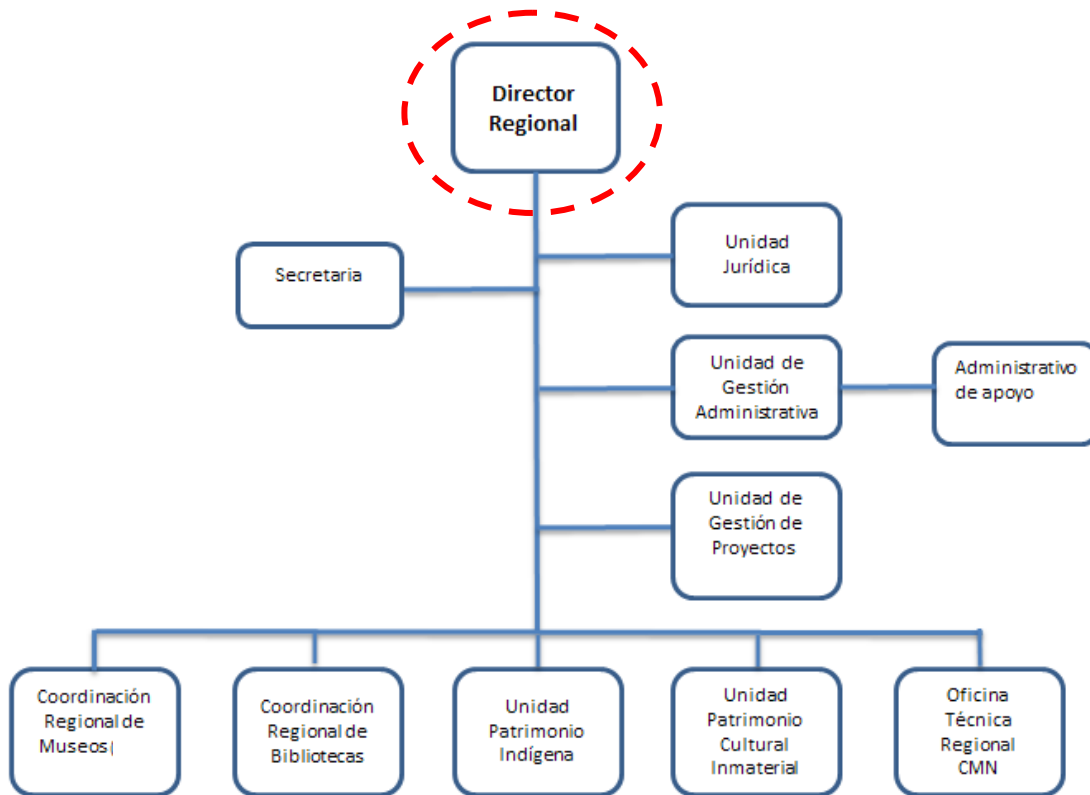 Director
Regional
Unidad
Jurídica
Secretaria
Unidad de
Gestión
Administrativa
Administrativo
de apoyo
Unidad de
Gestión de
Proyectos
Coordinación
Regional de
Museos
Coordinación
Regional de
Bibliotecas
Unidad
Patrimonio
Indígena
Unidad
Patrimonio
Cultural
Inmaterial
Oficina
Técnica
Regional
CMN